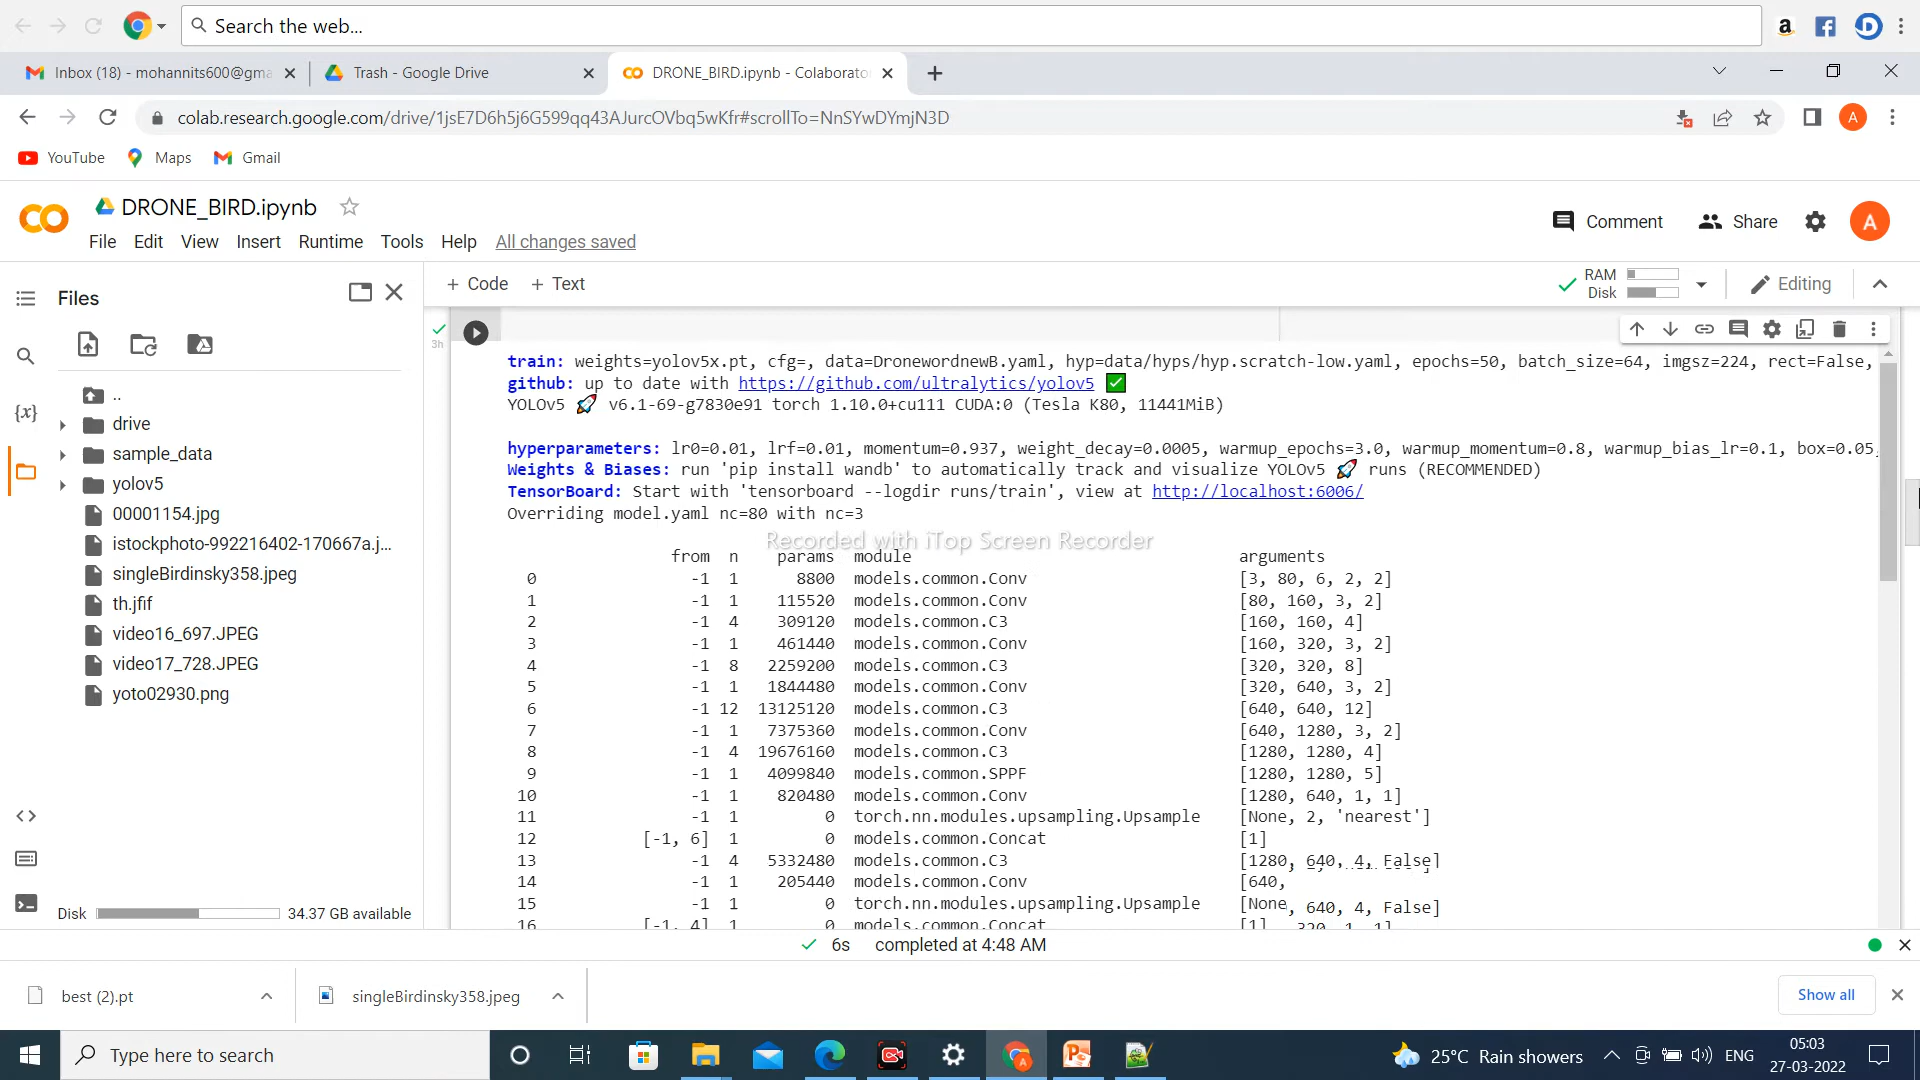 Search the web...
Inbox (18) - mohannits600@gma
Trash - Google Drive
DRONE_BIRD.ipynb - Colaborato
colab.research.google.com/drive/1jsE7D6h5j6G599qq43AJurcOVbq5wKfr#scrollTo=NnSYwDYmjN3D
A
YouTube
Maps
Gmail
DRONE_BIRD.ipynb
File Edit View Insert Runtime Tools Help All changes saved
Comment
Share
A
Files
+ Code + Text
RAM
Disk
Editing
..
drive
sample_data
yolov5
00001154.jpg
istockphoto-992216402-170667a.j...
singleBirdinsky358.jpeg
th.jfif
video16_697.JPEG
video17_728.JPEG
yoto02930.png
Disk 34.37 GB available
3h
train: weights=yolov5x.pt, cfg=, data=DronewordnewB.yaml, hyp=data/hyps/hyp.scratch-low.yaml, epochs=50, batch_size=64, imgsz=224, rect=False,
github: up to date with https://github.com/ultralytics/yolov5 ✅
YOLOv5 🚀 v6.1-69-g7830e91 torch 1.10.0+cu111 CUDA:0 (Tesla K80, 11441MiB)
hyperparameters: lr0=0.01, lrf=0.01, momentum=0.937, weight_decay=0.0005, warmup_epochs=3.0, warmup_momentum=0.8, warmup_bias_lr=0.1, box=0.05,
Weights & Biases: run 'pip install wandb' to automatically track and visualize YOLOv5 🚀 runs (RECOMMENDED)
TensorBoard: Start with 'tensorboard --logdir runs/train', view at http://localhost:6006/
Overriding model.yaml nc=80 with nc=3
Recorded with iTop Screen Recorder
from n params module arguments
0 -1 1 8800 models.common.Conv [3, 80, 6, 2, 2]
1 -1 1 115520 models.common.Conv [80, 160, 3, 2]
2 -1 4 309120 models.common.C3 [160, 160, 4]
3 -1 1 461440 models.common.Conv [160, 320, 3, 2]
4 -1 8 2259200 models.common.C3 [320, 320, 8]
5 -1 1 1844480 models.common.Conv [320, 640, 3, 2]
6 -1 12 13125120 models.common.C3 [640, 640, 12]
7 -1 1 7375360 models.common.Conv [640, 1280, 3, 2]
8 -1 4 19676160 models.common.C3 [1280, 1280, 4]
9 -1 1 4099840 models.common.SPPF [1280, 1280, 5]
10 -1 1 820480 models.common.Conv [1280, 640, 1, 1]
11 -1 1 0 torch.nn.modules.upsampling.Upsample [None, 2, 'nearest']
12 [-1, 6] 1 0 models.common.Concat [1]
13 -1 4 5332480 models.common.C3 [1280, 640, 4, False]
14 -1 1 205440 models.common.Conv [640,
15 -1 1 0 torch.nn.modules.upsampling.Upsample [None, 640, 4, False]
16 [-1, 4] 1 0 models.common.Concat [1]
6s completed at 4:48 AM
best (2).pt
singleBirdinsky358.jpeg
Show all
Type here to search
25°C Rain showers
ENG
05:03
27-03-2022